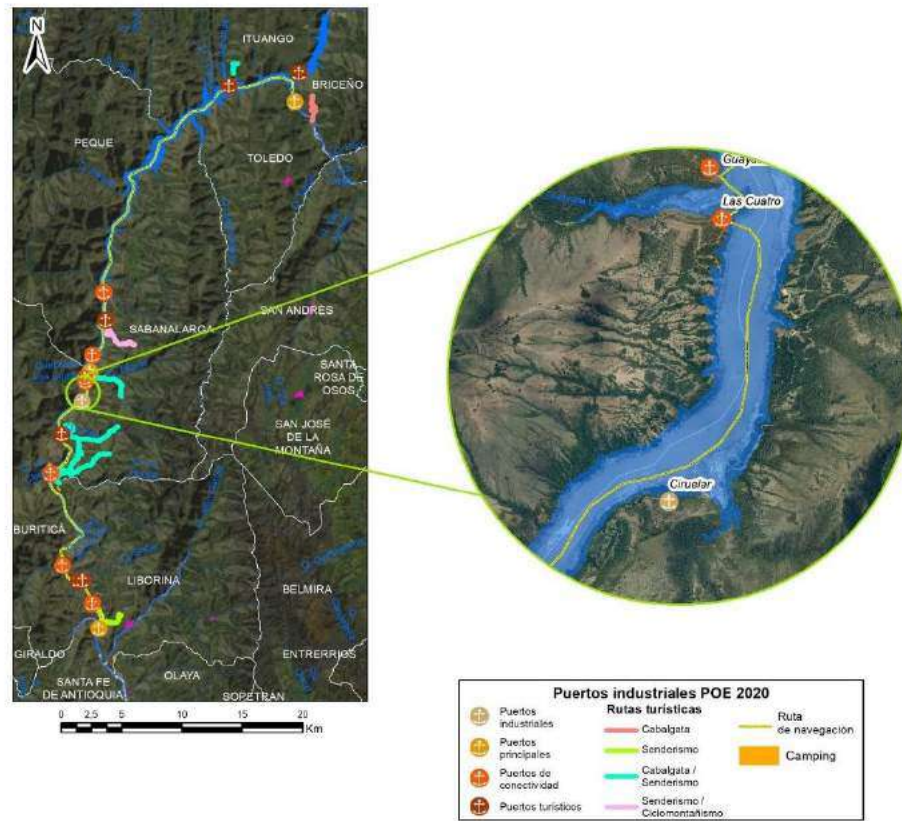 N
ITUANGO
BRICEÑO
PEQUE
TOLEDO
SAN ANDRES
SABANALARGA
SANTA
ROSA DE
OSOS
SAN JOSÉ
DE LA
MONTAÑA
BURITICÁ
LIBORINA
BELMIRA
GIRALDO
ENTRERRIOS
SANTA FE
DE ANTIOQUIA
OLAYA
SOPETRÁN
0 2.5 5 10 15 20
Km
Las Cuatro
Ciruelar
Puertos industriales POE 2020
Puertos
industriales
Puertos
principales
Puertos de
conectividad
Puertos turísticos
Rutas turísticas
Cabalgata
Senderismo
Cabalgata /
Senderismo
Senderismo /
Ciclomontañismo
Ruta
de navegación
Camping